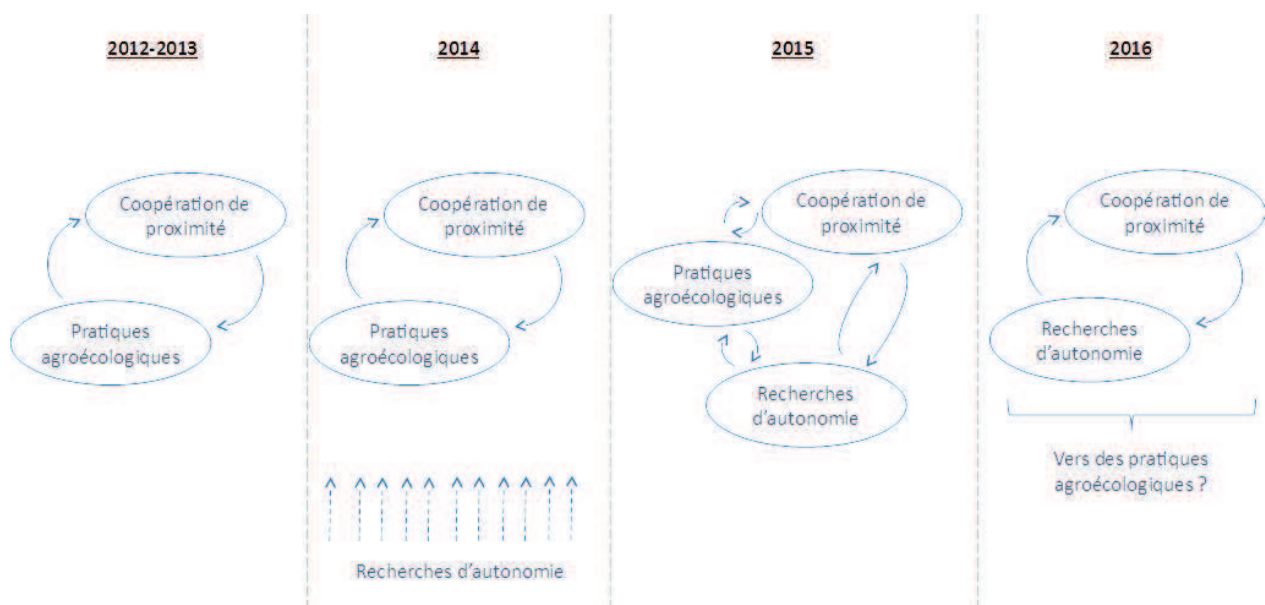 2012-2013
Coopération de
proximité
Pratiques
agroécologiques
2014
Coopération de
proximité
Pratiques
agroécologiques
Recherches d'autonomie
2015
Coopération de
proximité
Pratiques
agroécologiques
Recherches
d'autonomie
2016
Coopération de
proximité
Recherches
d'autonomie
Vers des pratiques
agroécologiques ?